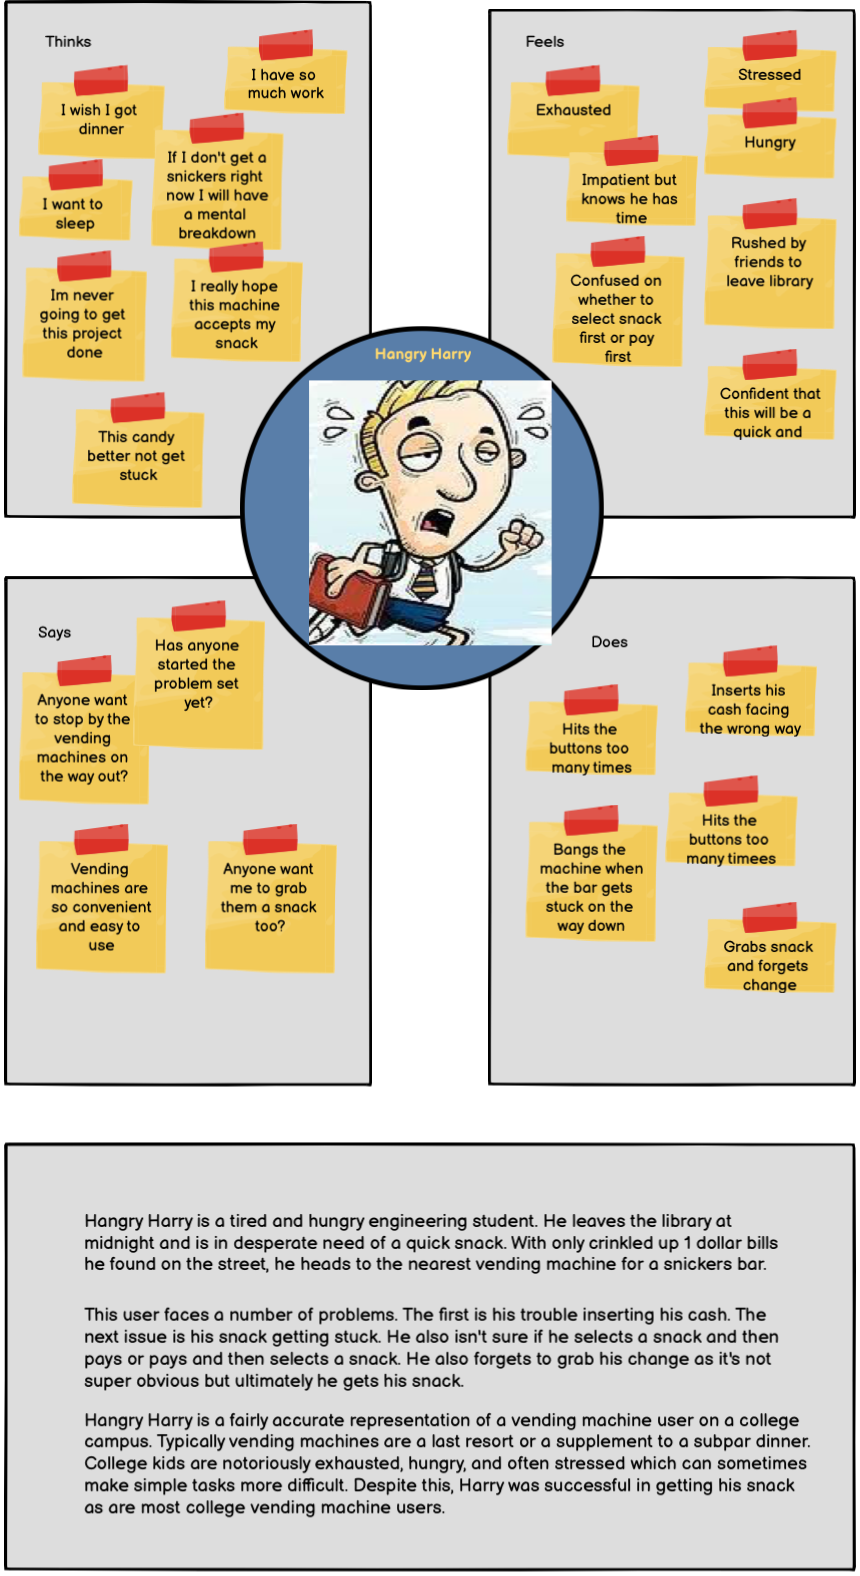 Thinks
I have so
much work
I wish I got
dinner
If I don't get a
snickers right
now I will have
a mental
breakdown
I want to
sleep
Im never
going to get
this project
done
I really hope
this machine
accepts my
snack
This candy
better not get
stuck
Feels
Stressed
Exhausted
Hungry
Impatient but
knows he has
time
Rushed by
friends to
leave library
Confused on
whether to
select snack
first or pay
first
Confident that
this will be a
quick and
Hangry Harry
Says
Has anyone
started the
problem set
yet?
Anyone want
to stop by the
vending
machines on
the way out?
Vending
machines are
so convenient
and easy to
use
Anyone want
me to grab
them a snack
too?
Does
Inserts his
cash facing
the wrong way
Hits the
buttons too
many times
Hits the
buttons too
many timees
Bangs the
machine when
the bar gets
stuck on the
way down
Grabs snack
and forgets
change
Hangry Harry is a tired and hungry engineering student. He leaves the library at
midnight and is in desperate need of a quick snack. With only crinkled up 1 dollar bills
he found on the street, he heads to the nearest vending machine for a snickers bar.
This user faces a number of problems. The first is his trouble inserting his cash. The
next issue is his snack getting stuck. He also isn't sure if he selects a snack and then
pays or pays and then selects a snack. He also forgets to grab his change as it's not
super obvious but ultimately he gets his snack.
Hangry Harry is a fairly accurate representation of a vending machine user on a college
campus. Typically vending machines are a last resort or a supplement to a subpar dinner.
College kids are notoriously exhausted, hungry, and often stressed which can sometimes
make simple tasks more difficult. Despite this, Harry was successful in getting his snack
as are most college vending machine users.